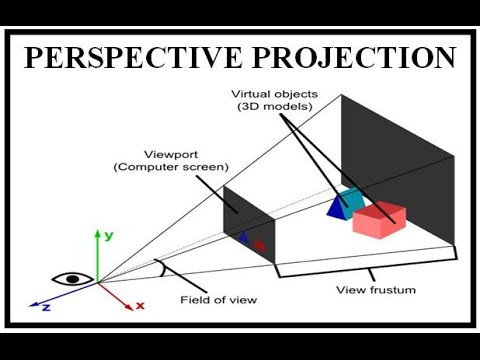 PERSPECTIVE PROJECTION
Virtual objects
(3D models)
Viewport
(Computer screen)
y
z
x
Field of view
View frustum